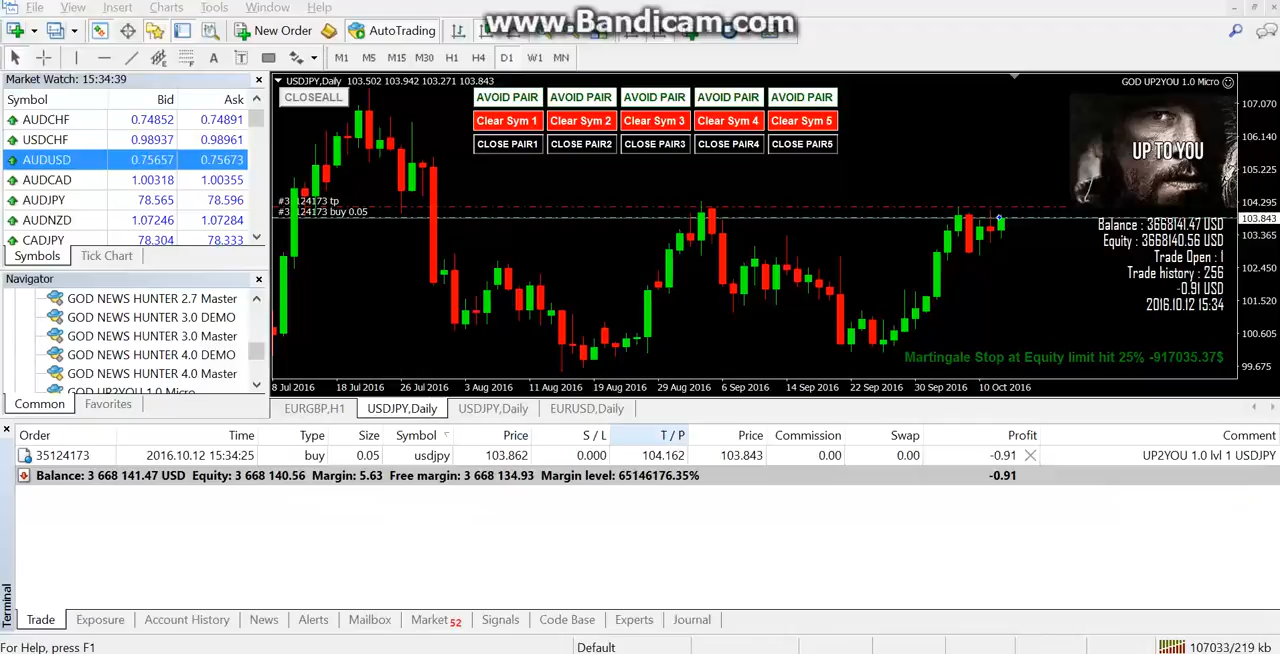 File View Insert Charts Tools Window Help
www.Bandicam.com
New Order AutoTrading
A T M1 M5 M15 M30 H1 H4 D1 W1 MN
Market Watch: 15:34:39
Symbol Bid Ask
AUDCHF 0.74852 0.74891
USDCHF 0.98937 0.98961
AUDUSD 0.75657 0.75673
AUDCAD 1.00318 1.00355
AUDJPY 78.565 78.596
AUDNZD 1.07246 1.07284
CADJPY 78.304 78.333
Symbols Tick Chart
Navigator
GOD NEWS HUNTER 2.7 Master
GOD NEWS HUNTER 3.0 DEMO
GOD NEWS HUNTER 3.0 Master
GOD NEWS HUNTER 4.0 DEMO
GOD NEWS HUNTER 4.0 Master
GOD UP2YOU 1.0 Micro
Common Favorites
USDJPY,Daily 103.502 103.942 103.271 103.843
GOD UP2YOU 1.0 Micro
CLOSEALL
AVOID PAIR AVOID PAIR AVOID PAIR AVOID PAIR AVOID PAIR
Clear Sym 1 Clear Sym 2 Clear Sym 3 Clear Sym 4 Clear Sym 5
CLOSE PAIR1 CLOSE PAIR2 CLOSE PAIR3 CLOSE PAIR4 CLOSE PAIR5
UP TO YOU
#35124173 tp
#35124173 buy 0.05
Balance : 3668141.47 USD
Equity : 3668140.56 USD
Trade Open : 1
Trade history : 256
-0.91 USD
2016.10.12 15:34
Martingale Stop at Equity limit hit 25% -917035.37$
107.070
106.140
105.225
104.295
103.843
103.365
102.450
101.520
100.605
99.675
8 Jul 2016 18 Jul 2016 26 Jul 2016 3 Aug 2016 11 Aug 2016 19 Aug 2016 29 Aug 2016 6 Sep 2016 14 Sep 2016 22 Sep 2016 30 Sep 2016 10 Oct 2016
EURGBP,H1 USDJPY,Daily USDJPY,Daily EURUSD,Daily
Order Time Type Size Symbol Price S / L T / P Price Commission Swap Profit Comment
35124173 2016.10.12 15:34:25 buy 0.05 usdjpy 103.862 0.000 104.162 103.843 0.00 0.00 -0.91 UP2YOU 1.0 lvl 1 USDJPY
Balance: 3 668 141.47 USD Equity: 3 668 140.56 Margin: 5.63 Free margin: 3 668 134.93 Margin level: 65146176.35% -0.91
Terminal
Trade Exposure Account History News Alerts Mailbox Market 52 Signals Code Base Experts Journal
For Help, press F1 Default 107033/219 kb